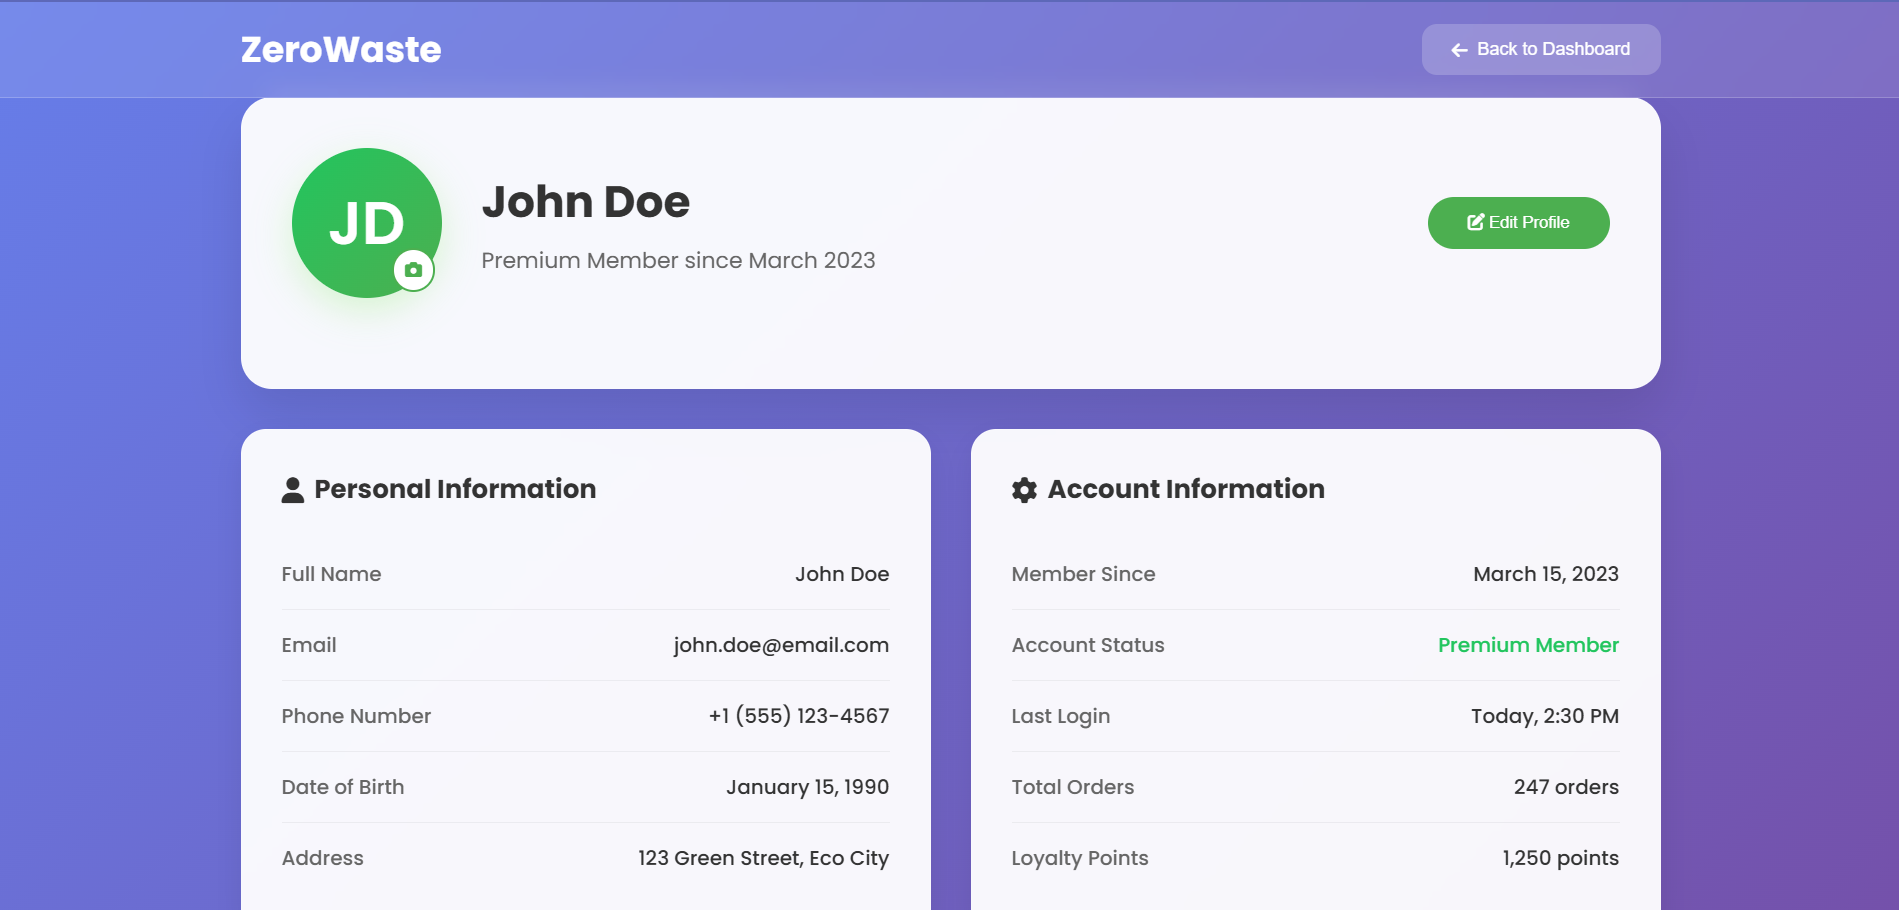 ZeroWaste
Back to Dashboard
JD
John Doe
Premium Member since March 2023
Edit Profile
Personal Information
Full Name John Doe
Email john.doe@email.com
Phone Number +1 (555) 123-4567
Date of Birth January 15, 1990
Address 123 Green Street, Eco City
Account Information
Member Since March 15, 2023
Account Status Premium Member
Last Login Today, 2:30 PM
Total Orders 247 orders
Loyalty Points 1,250 points